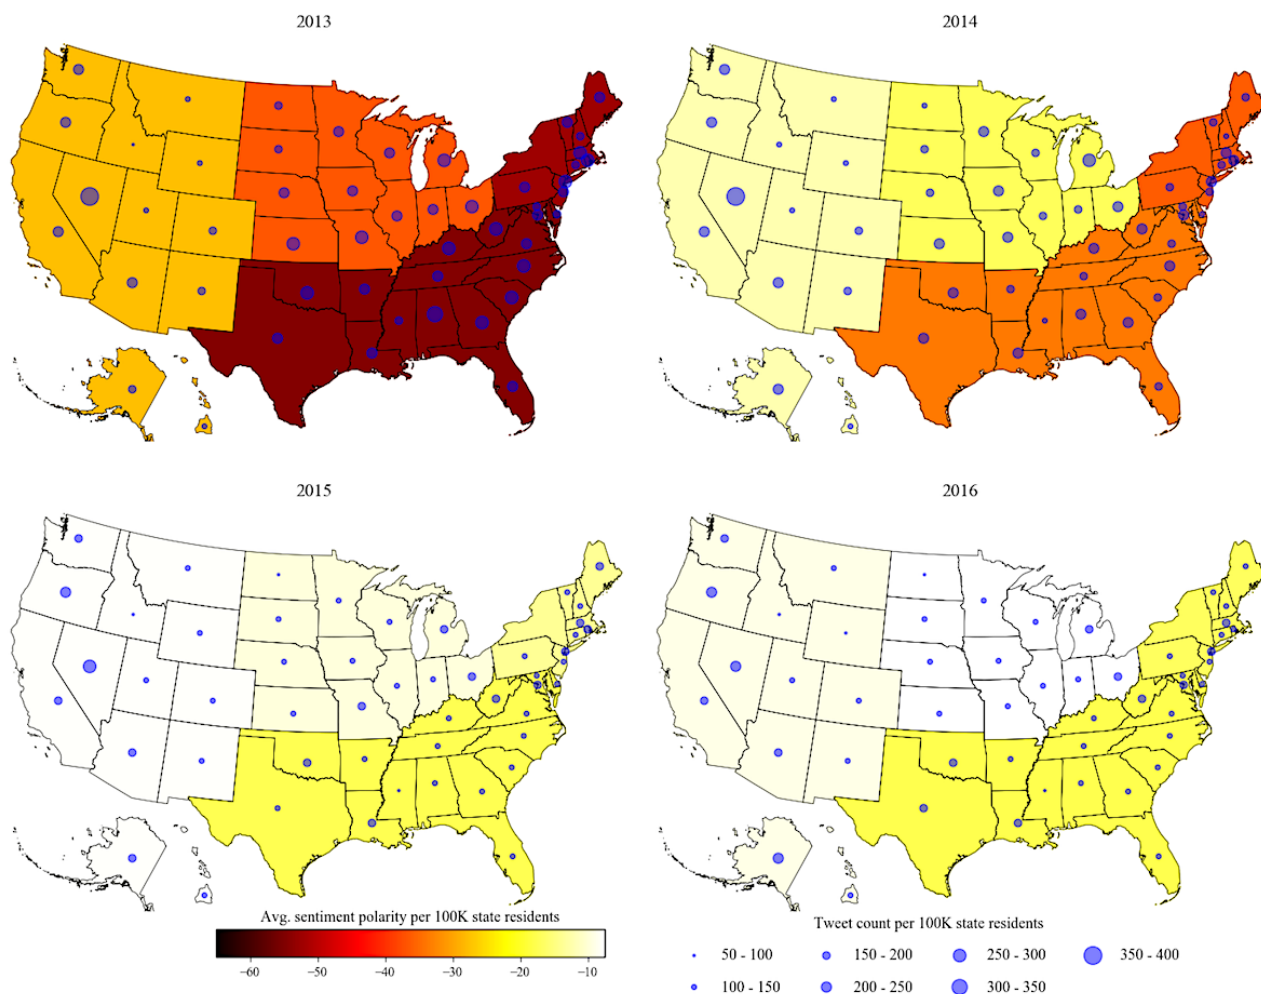 2013
2014
2015
2016
Avg. sentiment polarity per 100K state residents
−60 −50 −40 −30 −20 −10
Tweet count per 100K state residents
50 - 100 150 - 200 250 - 300 350 - 400
100 - 150 200 - 250 300 - 350